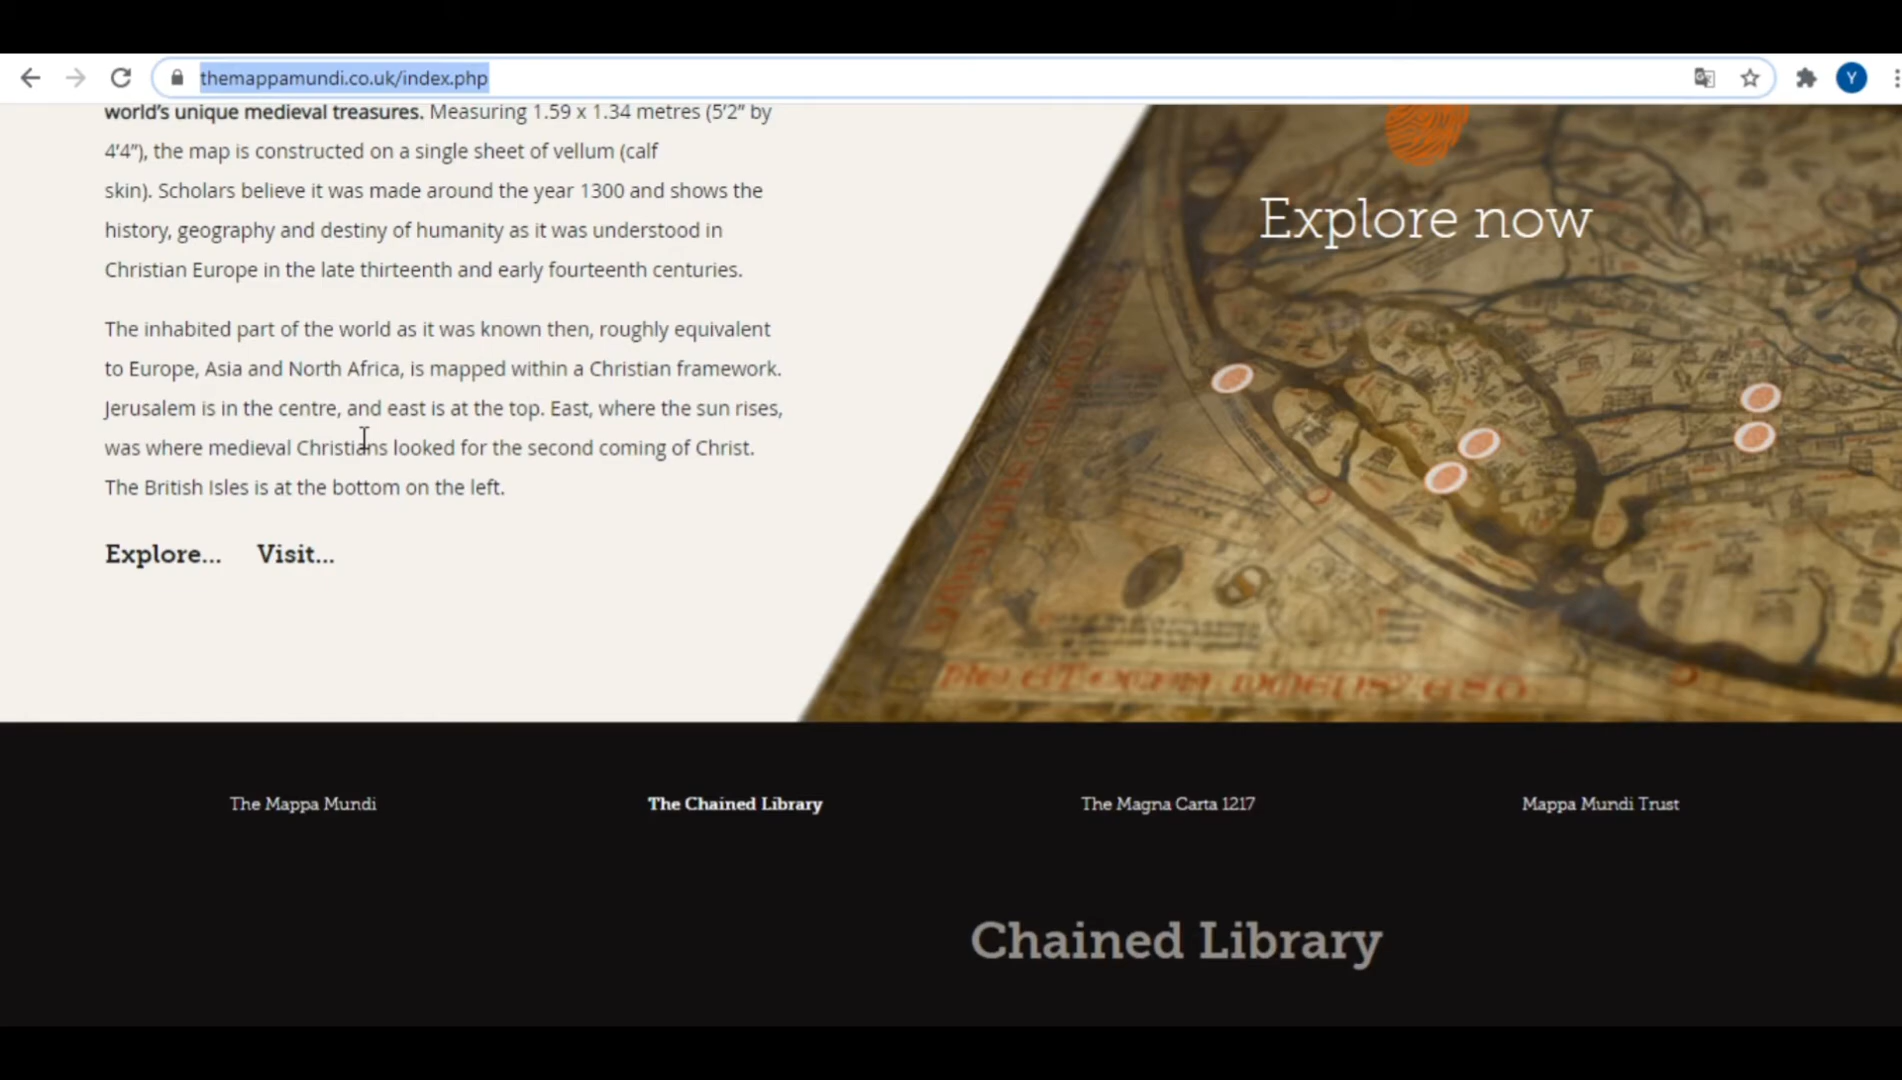 themappamundi.co.uk/index.php
Y
world's unique medieval treasures. Measuring 1.59 x 1.34 metres (5'2" by
4'4"), the map is constructed on a single sheet of vellum (calf
skin). Scholars believe it was made around the year 1300 and shows the
history, geography and destiny of humanity as it was understood in
Christian Europe in the late thirteenth and early fourteenth centuries.
The inhabited part of the world as it was known then, roughly equivalent
to Europe, Asia and North Africa, is mapped within a Christian framework.
Jerusalem is in the centre, and east is at the top. East, where the sun rises,
was where medieval Christians looked for the second coming of Christ.
The British Isles is at the bottom on the left.
Explore...
Visit...
Explore now
The Mappa Mundi
The Chained Library
The Magna Carta 1217
Mappa Mundi Trust
Chained Library